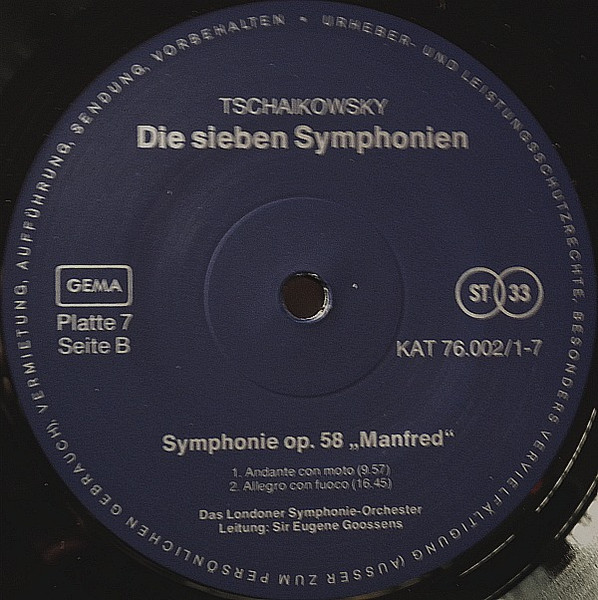 URHEBER- UND LEISTUNGSSCHUTZRECHTE, BESONDERS VERVIELFÄLTIGUNG (AUSSER ZUM PERSÖNLICHEN GEBRAUCH), VERMIETUNG, AUFFÜHRUNG, SENDUNG, VORBEHALTEN •
TSCHAIKOWSKY
Die sieben Symphonien
GEMA
ST 33
Platte 7
Seite B
KAT 76.002/1-7
Symphonie op. 58 „Manfred“
1. Andante con moto (9.57)
2. Allegro con fuoco (16.45)
Das Londoner Symphonie-Orchester
Leitung: Sir Eugene Goossens